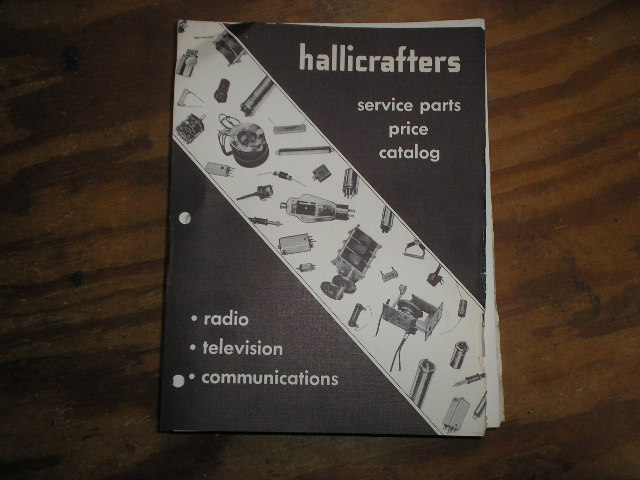 hallicrafters
service parts
price
catalog
• radio
• television
• communications